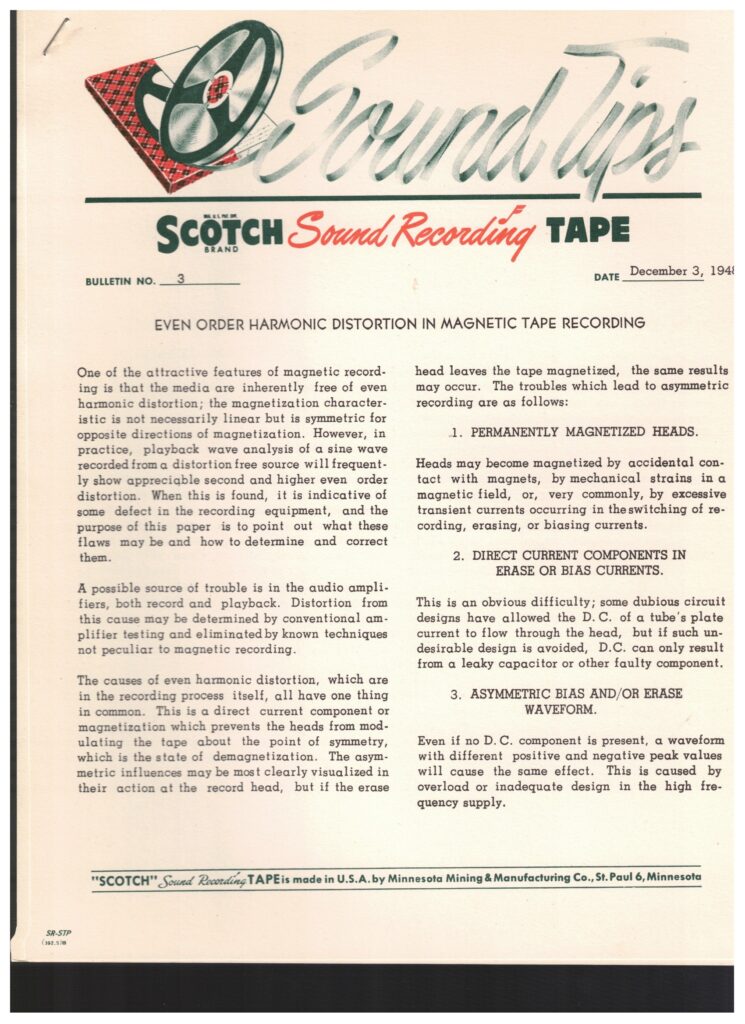 Sound Tips
REG. U. S. PAT. OFF.
SCOTCH Sound Recording TAPE
BRAND
BULLETIN NO. 3
DATE December 3, 1948
EVEN ORDER HARMONIC DISTORTION IN MAGNETIC TAPE RECORDING
One of the attractive features of magnetic record-
ing is that the media are inherently free of even
harmonic distortion; the magnetization character-
istic is not necessarily linear but is symmetric for
opposite directions of magnetization. However, in
practice, playback wave analysis of a sine wave
recorded from a distortion free source will frequent-
ly show appreciable second and higher even order
distortion. When this is found, it is indicative of
some defect in the recording equipment, and the
purpose of this paper is to point out what these
flaws may be and how to determine and correct
them.
A possible source of trouble is in the audio ampli-
fiers, both record and playback. Distortion from
this cause may be determined by conventional am-
plifier testing and eliminated by known techniques
not peculiar to magnetic recording.
The causes of even harmonic distortion, which are
in the recording process itself, all have one thing
in common. This is a direct current component or
magnetization which prevents the heads from mod-
ulating the tape about the point of symmetry,
which is the state of demagnetization. The asym-
metric influences may be most clearly visualized in
their action at the record head, but if the erase
head leaves the tape magnetized, the same results
may occur. The troubles which lead to asymmetric
recording are as follows:
1. PERMANENTLY MAGNETIZED HEADS.
Heads may become magnetized by accidental con-
tact with magnets, by mechanical strains in a
magnetic field, or, very commonly, by excessive
transient currents occurring in the switching of re-
cording, erasing, or biasing currents.
2. DIRECT CURRENT COMPONENTS IN
ERASE OR BIAS CURRENTS.
This is an obvious difficulty; some dubious circuit
designs have allowed the D. C. of a tube's plate
current to flow through the head, but if such un-
desirable design is avoided, D.C. can only result
from a leaky capacitor or other faulty component.
3. ASYMMETRIC BIAS AND/OR ERASE
WAVEFORM.
Even if no D. C. component is present, a waveform
with different positive and negative peak values
will cause the same effect. This is caused by
overload or inadequate design in the high fre-
quency supply.
"SCOTCH" Sound Recording TAPE is made in U.S.A. by Minnesota Mining & Manufacturing Co., St. Paul 6, Minnesota
SR-STP